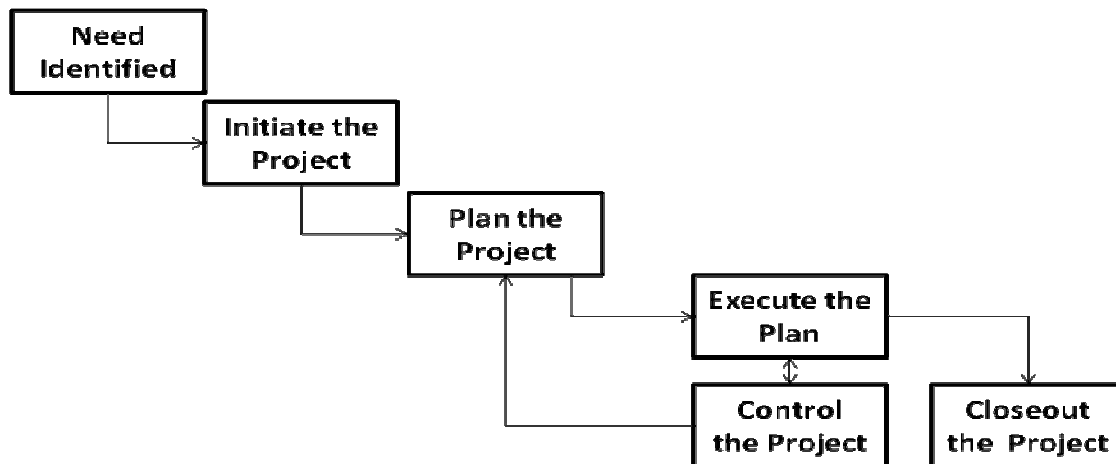 Need
Identified
Initiate the
Project
Plan the
Project
Execute the
Plan
Control
the Project
Closeout
the Project